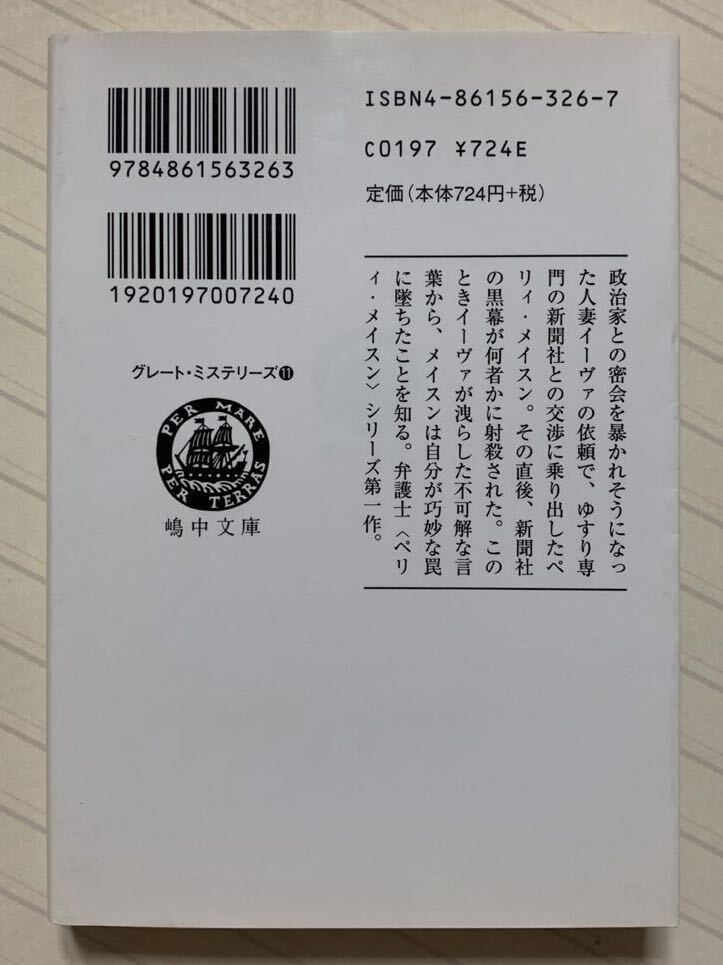 9784861563263
1920197007240
ISBN4-86156-326-7
C0197 ¥724E
定価(本体724円+税)
グレート・ミステリーズ⓫
PER MARE
PER TERRAS
嶋中文庫
政治家との密会を暴かれそうになっ
た人妻イーヴァの依頼で、ゆすり専
門の新聞社との交渉に乗り出したペ
リィ・メイスン。その直後、新聞社
の黒幕が何者かに射殺された。この
ときイーヴァが洩らした不可解な言
葉から、メイスンは自分が巧妙な罠
に墜ちたことを知る。弁護士〈ペリ
ィ・メイスン〉シリーズ第一作。